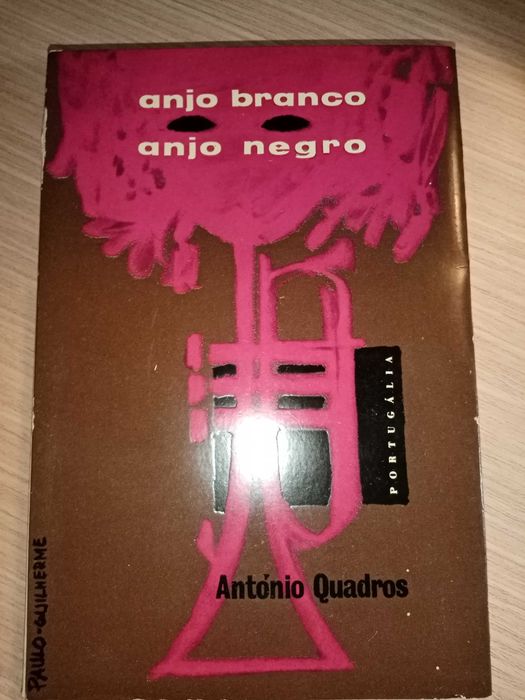 anjo branco
anjo negro
PORTUGÁLIA
António Quadros
PAULO-GUILHERME